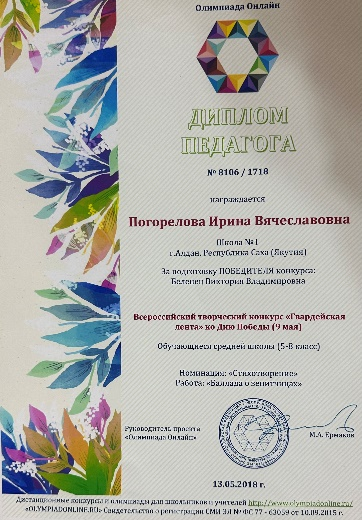 Олимпиада Онлайн
ДИПЛОМ
ПЕДАГОГА
№ 8106 / 1718
награждается
Погорелова Ирина Вячеславовна
Школа №1
г.Алдан, Республика Саха (Якутия)
За подготовку ПОБЕДИТЕЛЯ конкурса:
Виктория Владимировна
Всероссийский творческий конкурс «Гвардейская
лента» ко Дню Победы (9 мая)
Обучающиеся средней школы (5-8 класс)
Номинация: «Стихотворение»
Работа: «Баллада о зенитчицах»
Руководитель проекта
«Олимпиада Онлайн»
М.А. Ермаков
13.05.2018 г.
Дистанционные конкурсы и олимпиады для школьников и учителей http://www.olympiadonline.ru/
«OLYMPIADONLINE.RU» Свидетельство о регистрации СМИ ЭЛ № ФС 77 - 63059 от 10.09.2015 г.